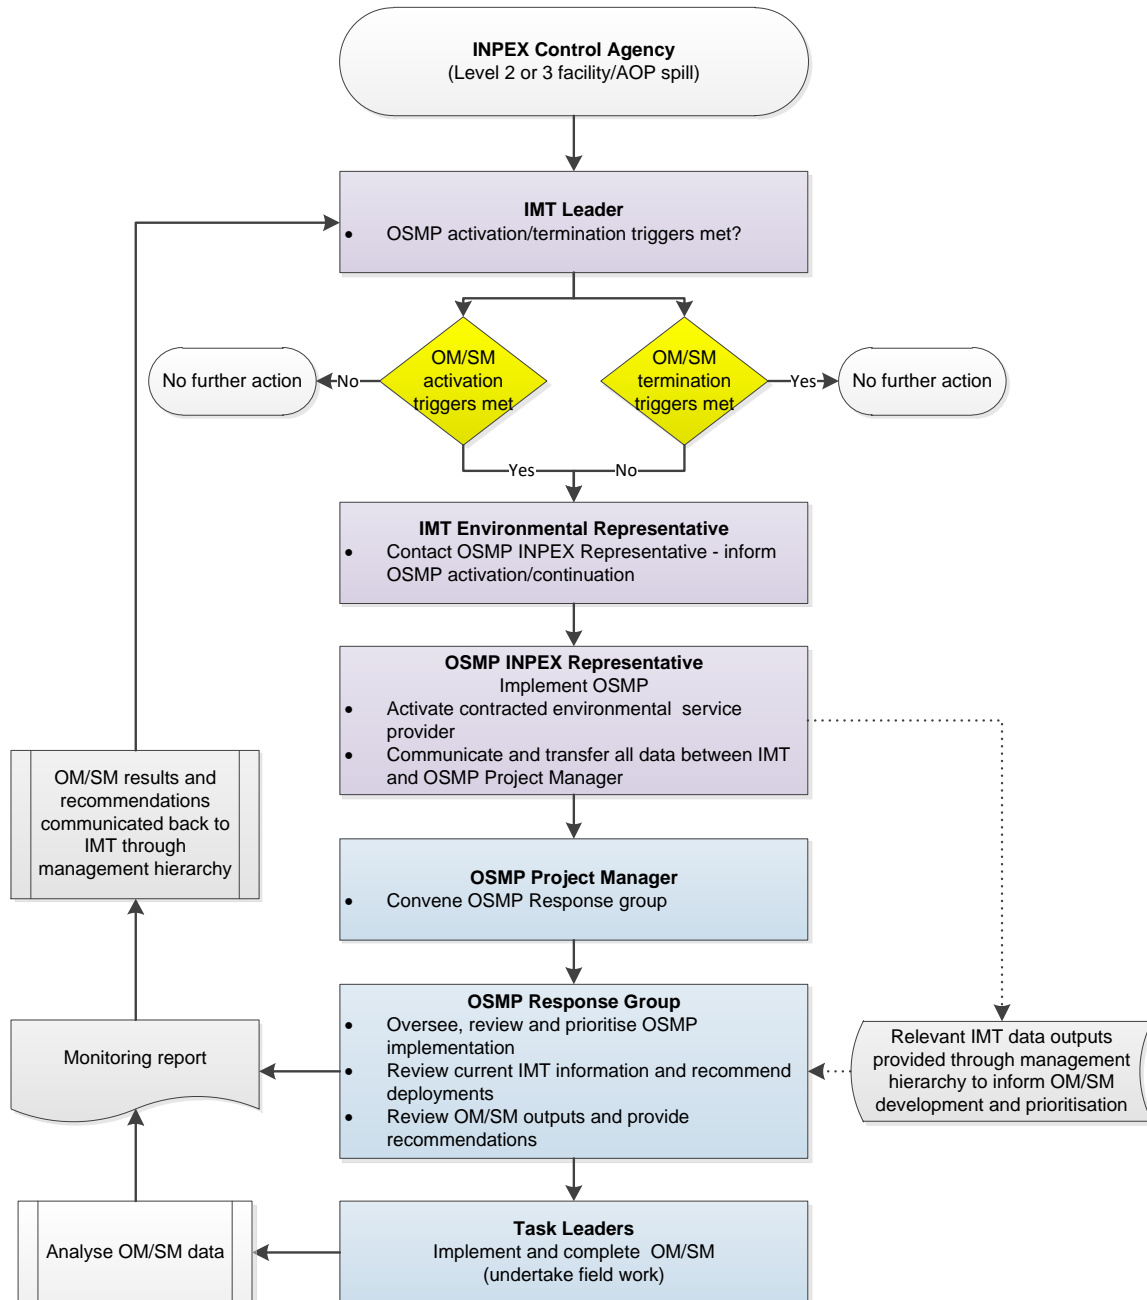 INPEX Control Agency
(Level 2 or 3 facility/AOP spill)
IMT Leader
• OSMP activation/termination triggers met?
OM/SM
activation
triggers met
OM/SM
termination
triggers met
No further action
No
Yes
No further action
Yes
No
IMT Environmental Representative
• Contact OSMP INPEX Representative - inform
OSMP activation/continuation
OSMP INPEX Representative
Implement OSMP
• Activate contracted environmental service
provider
• Communicate and transfer all data between IMT
and OSMP Project Manager
OM/SM results and
recommendations
communicated back to
IMT through
management hierarchy
OSMP Project Manager
• Convene OSMP Response group
OSMP Response Group
• Oversee, review and prioritise OSMP
implementation
• Review current IMT information and recommend
deployments
• Review OM/SM outputs and provide
recommendations
Monitoring report
Relevant IMT data outputs
provided through management
hierarchy to inform OM/SM
development and prioritisation
Task Leaders
Implement and complete OM/SM
(undertake field work)
Analyse OM/SM data